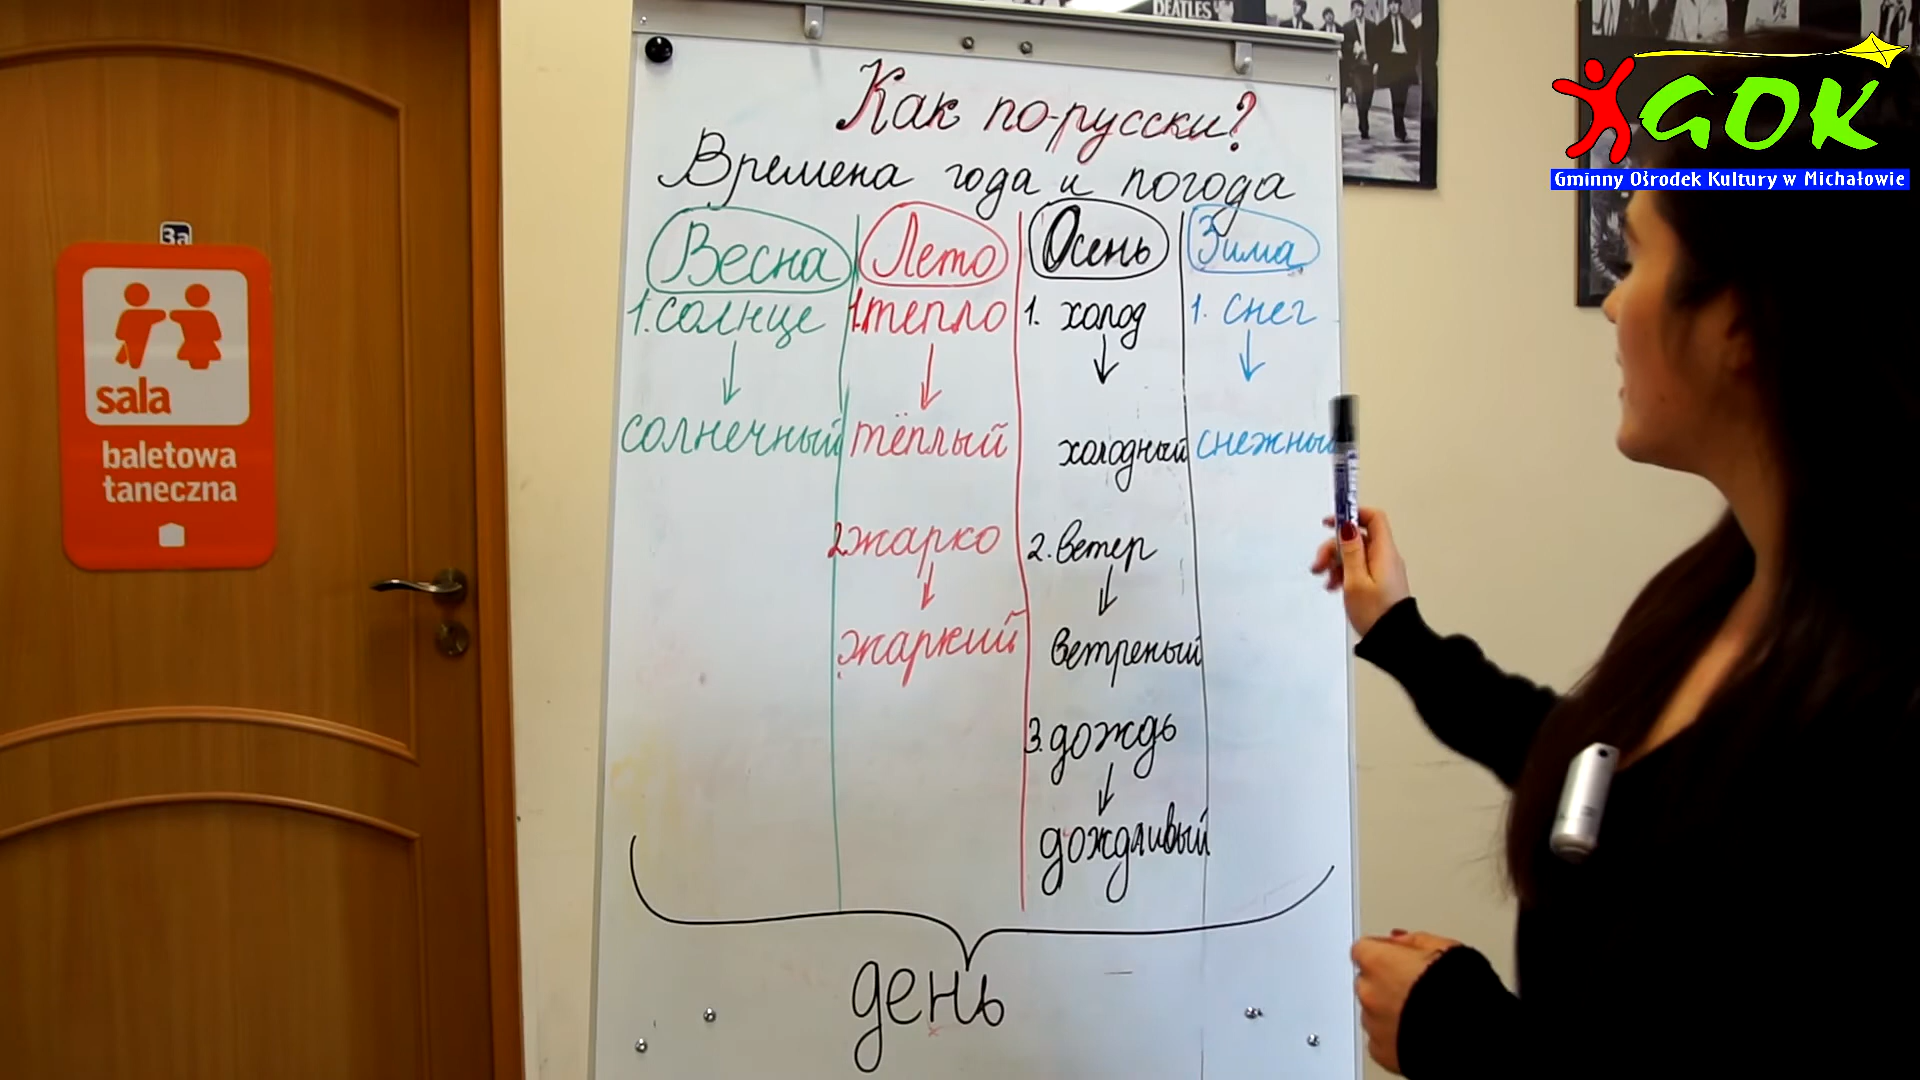 BEATLES
GOK
Gminny Ośrodek Kultury w Michałowie
3a
sala
baletowa
taneczna
Как по-русски?
Времена года и погода
Весна Лето Осень Зима
1. солнце 1. тепло 1. холод 1. снег
солнечный тёплый холодный снежный
2. жарко 2. ветер
жаркий ветреный
3. дождь
дождливый
день